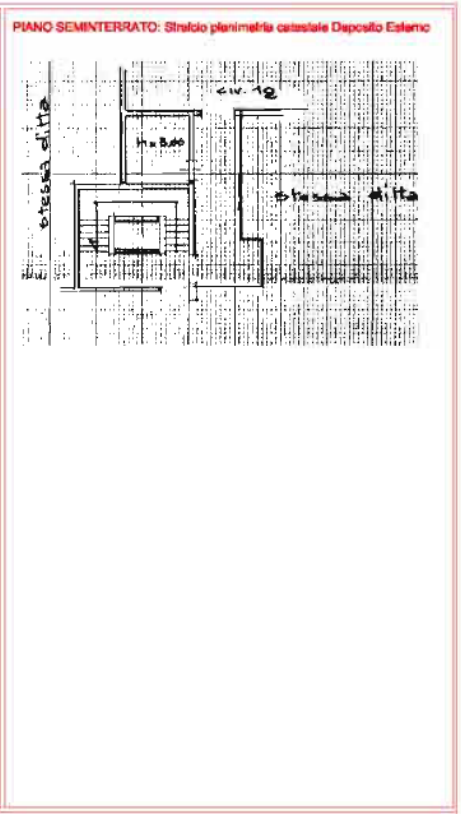 PIANO SEMINTERRATO: Stralcio planimetria catastale Deposito Esterno
civ. 12
stessa ditta
H = 3,00
stessa ditta